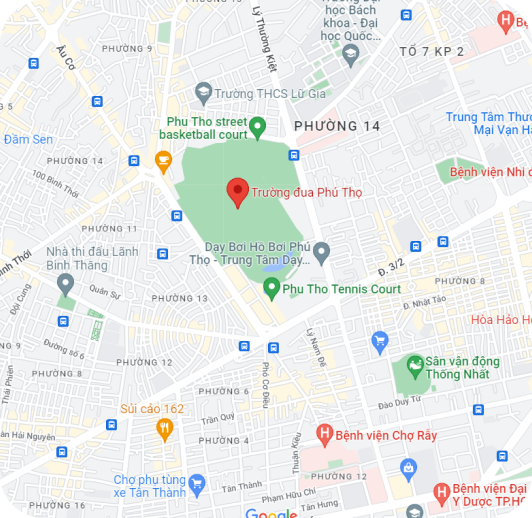 Trường Đại
học Bách
khoa - Đại
học Quốc...
Lý Thường Kiệt
PHƯỜNG 9
Âu Cơ
TỔ 7 KP 2
Trường THCS Lữ Gia
Phu Tho street
basketball court
PHƯỜNG 14
Trung Tâm Thươ
Mại Vạn Hạ
Đầm Sen
PHƯỜNG 14
Bệnh viện Nhi đ
100 Bình Thới
Trường đua Phú Thọ
PHƯỜNG 11
Dạy Bơi Hồ Bơi Phú
Thọ - Trung Tâm Dạy...
Nhà thi đấu Lãnh
Binh Thăng
Bình Thới
Đ. 3/2
PHƯỜNG 8
Quân Sự
Phu Tho Tennis Court
Đội Cung
PHƯỜNG 13
Đ. Nhật Tảo
Hòa Hảo
Lý Nam Đế
Đường số 6
PHƯỜNG 12
Sân vận động
Thống Nhất
Thái Phiên
Phó Cơ Điều
PHƯỜNG 6
Đào Duy Từ
Sủi cảo 162
Trần Quý
PHƯỜNG 4
Bệnh viện Chợ Rẫy
Hàn Hải Nguyên
Thuận Kiều
Chợ phụ tùng
xe Tân Thành
Tân Thành
PHƯỜNG 12
Phạm Hữu Chí
Bệnh viện Đại
Y Dược TP.HC
PHƯỜNG 16
Tân Hưng
Google